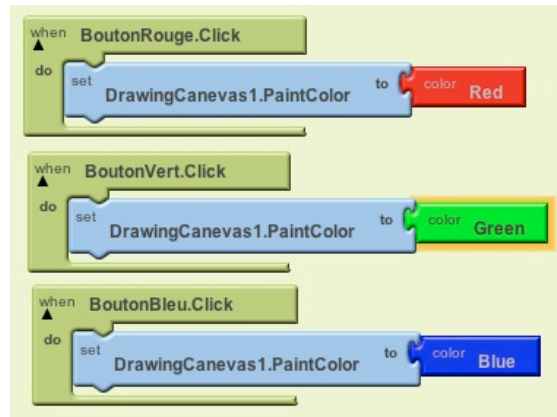 when BoutonRouge.Click
do set DrawingCanevas1.PaintColor to color Red
when BoutonVert.Click
do set DrawingCanevas1.PaintColor to color Green
when BoutonBleu.Click
do set DrawingCanevas1.PaintColor to color Blue